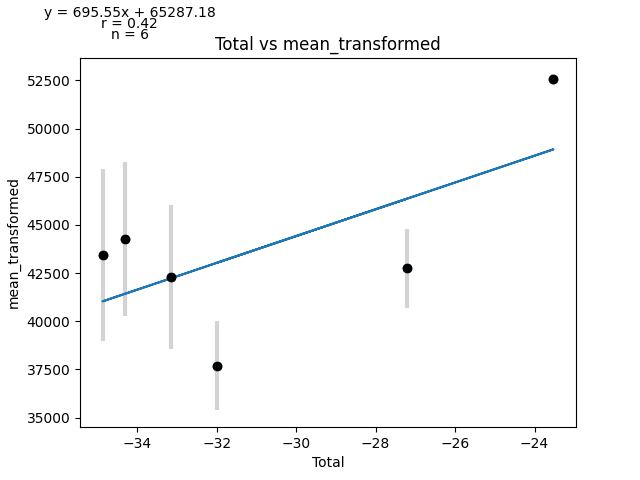 y = 695.55x + 65287.18
r = 0.42
n = 6
Total vs mean_transformed
52500
50000
47500
45000
42500
40000
37500
35000
mean_transformed
−34
−32
−30
−28
−26
−24
Total